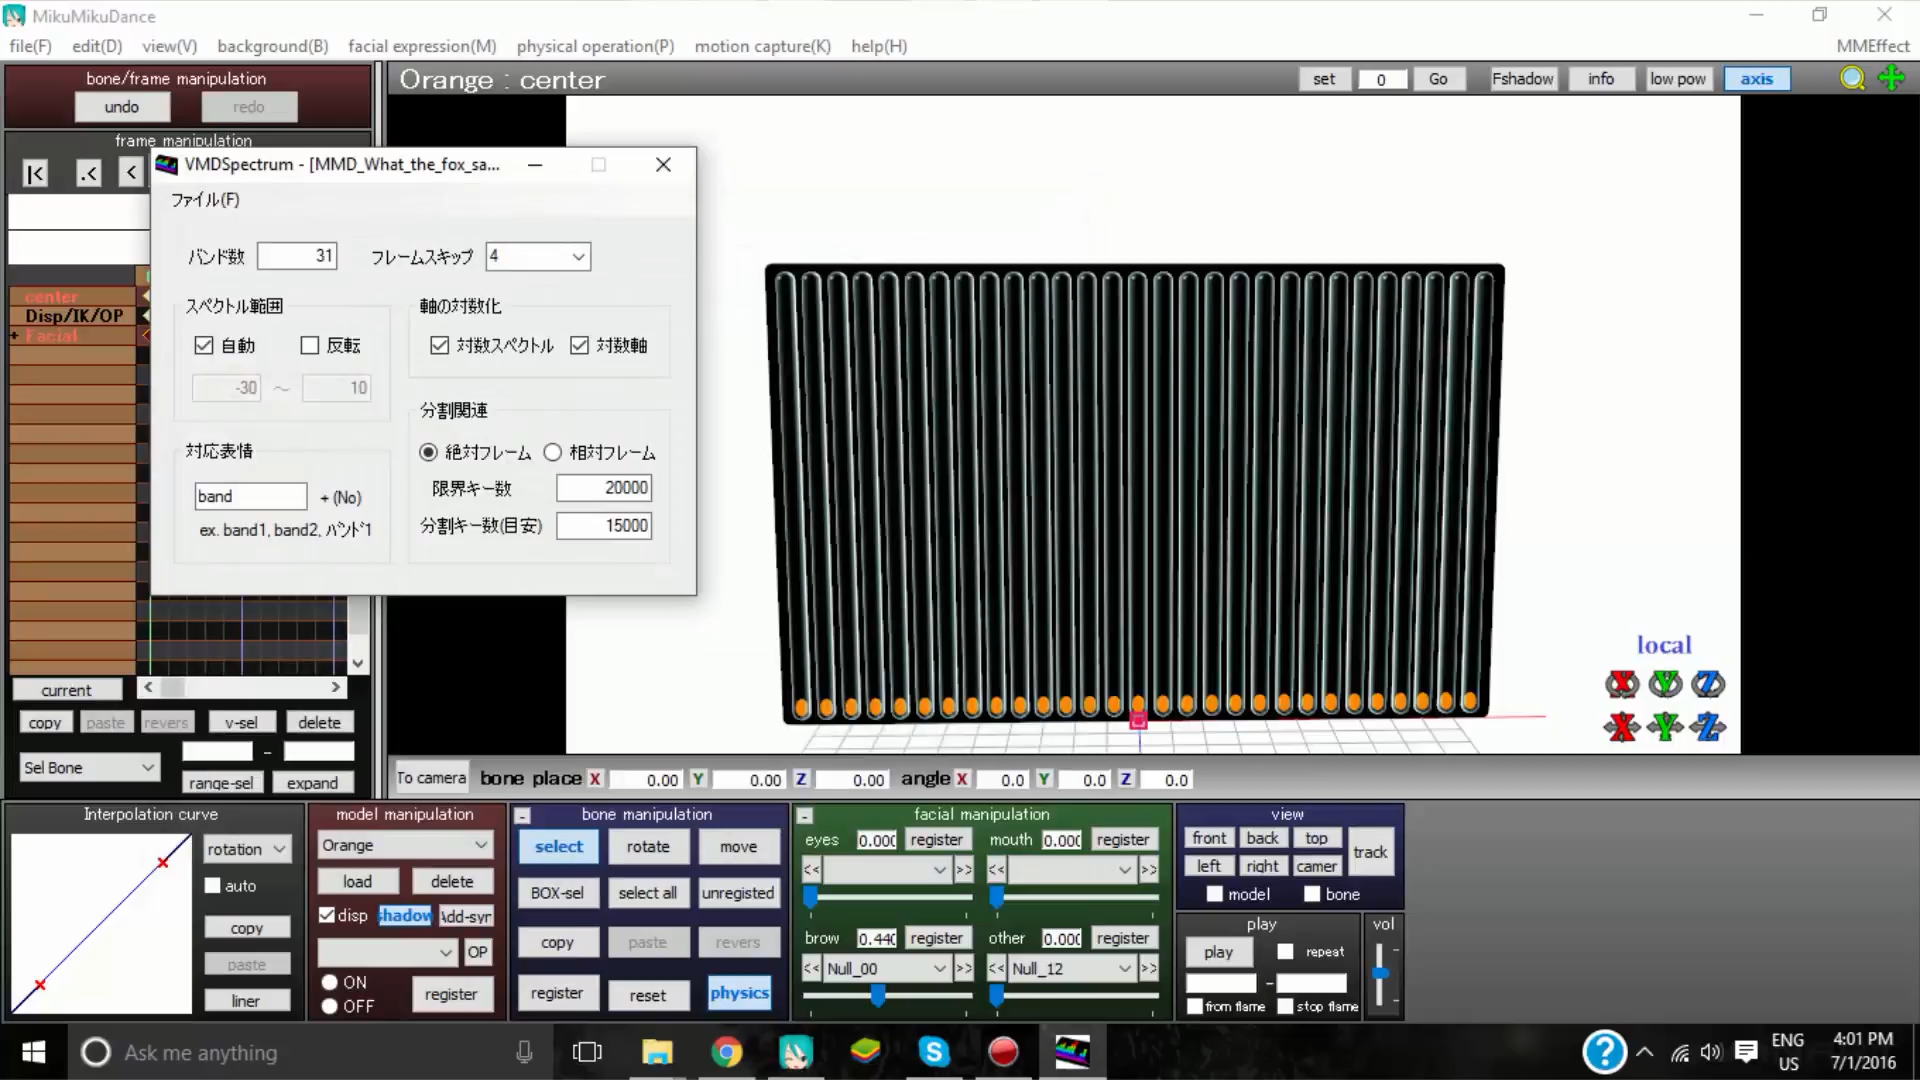 MikuMikuDance
file(F) edit(D) view(V) background(B) facial expression(M) physical operation(P) motion capture(K) help(H) MMEffect
bone/frame manipulation
undo redo
Orange : center
set 0 Go Fshadow info low pow axis
frame manipulation
|< .< <
VMDSpectrum - [MMD_What_the_fox_sa...
ファイル(F)
バンド数 31 フレームスキップ 4
スペクトル範囲
自動 反転
-30 ～ 10
軸の対数化
対数スペクトル 対数軸
分割関連
絶対フレーム 相対フレーム
限界キー数 20000
分割キー数(目安) 15000
対応表情
band + (No)
ex. band1, band2, バンド1
center
Disp/IK/OP
+ Facial
local
X Y Z
X Y Z
current
copy paste revers v-sel delete
-
Sel Bone range-sel expand
To camera bone place X 0.00 Y 0.00 Z 0.00 angle X 0.0 Y 0.0 Z 0.0
Interpolation curve
rotation
auto
copy
paste
liner
model manipulation
Orange
load delete
disp shadow Add-syn
OP
ON
OFF
register
- bone manipulation
select rotate move
BOX-sel select all unregisted
copy paste revers
register reset physics
- facial manipulation
eyes 0.000 register mouth 0.000 register
<< >> << >>
brow 0.440 register other 0.000 register
<< Null_00 >> << Null_12 >>
view
front back top
left right camer
track
model bone
play
play repeat
-
from flame stop flame
vol
Ask me anything
ENG
US
4:01 PM
7/1/2016